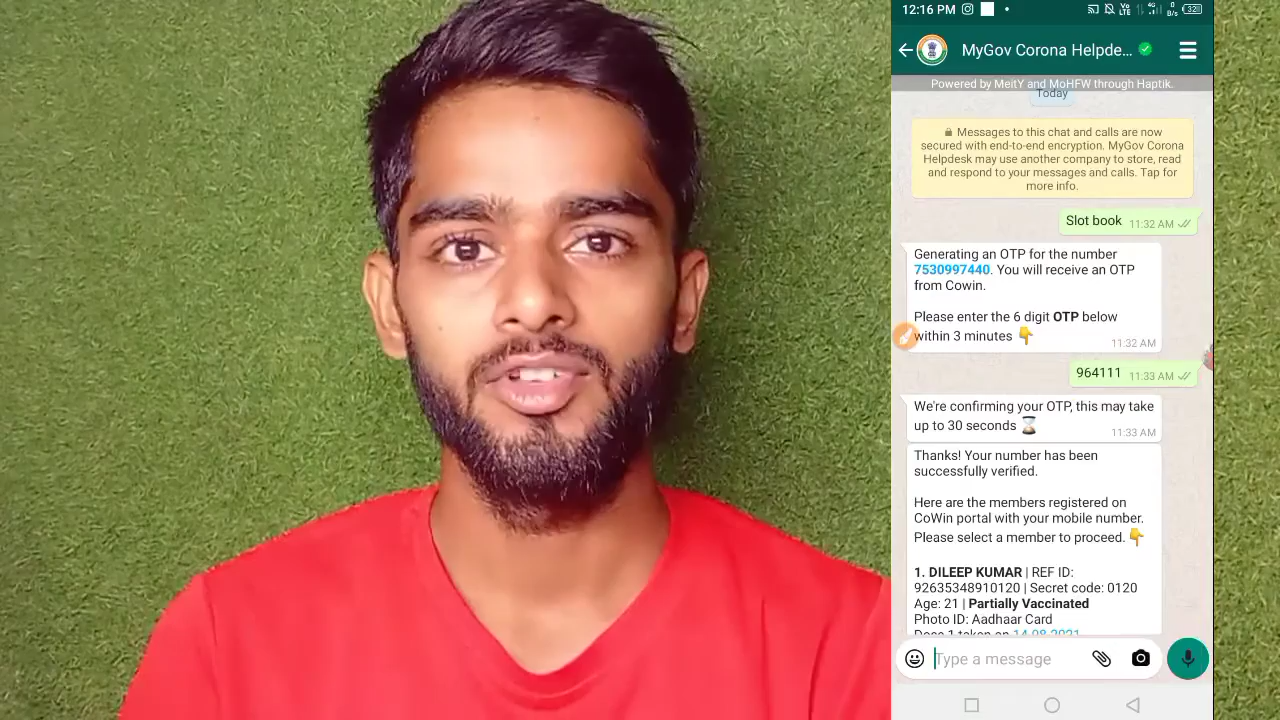 12:16 PM
MyGov Corona Helpde...
Powered by MeitY and MoHFW through Haptik.
Today
Messages to this chat and calls are now
secured with end-to-end encryption. MyGov Corona
Helpdesk may use another company to store, read
and respond to your messages and calls. Tap for
more info.
Slot book 11:32 AM
Generating an OTP for the number
7530997440. You will receive an OTP
from Cowin.
Please enter the 6 digit OTP below
within 3 minutes 👇
11:32 AM
964111 11:33 AM
We're confirming your OTP, this may take
up to 30 seconds ⌛
11:33 AM
Thanks! Your number has been
successfully verified.
Here are the members registered on
CoWin portal with your mobile number.
Please select a member to proceed. 👇
1. DILEEP KUMAR | REF ID:
92635348910120 | Secret code: 0120
Age: 21 | Partially Vaccinated
Photo ID: Aadhaar Card
Dose 1 taken on 14.08.2021
Type a message